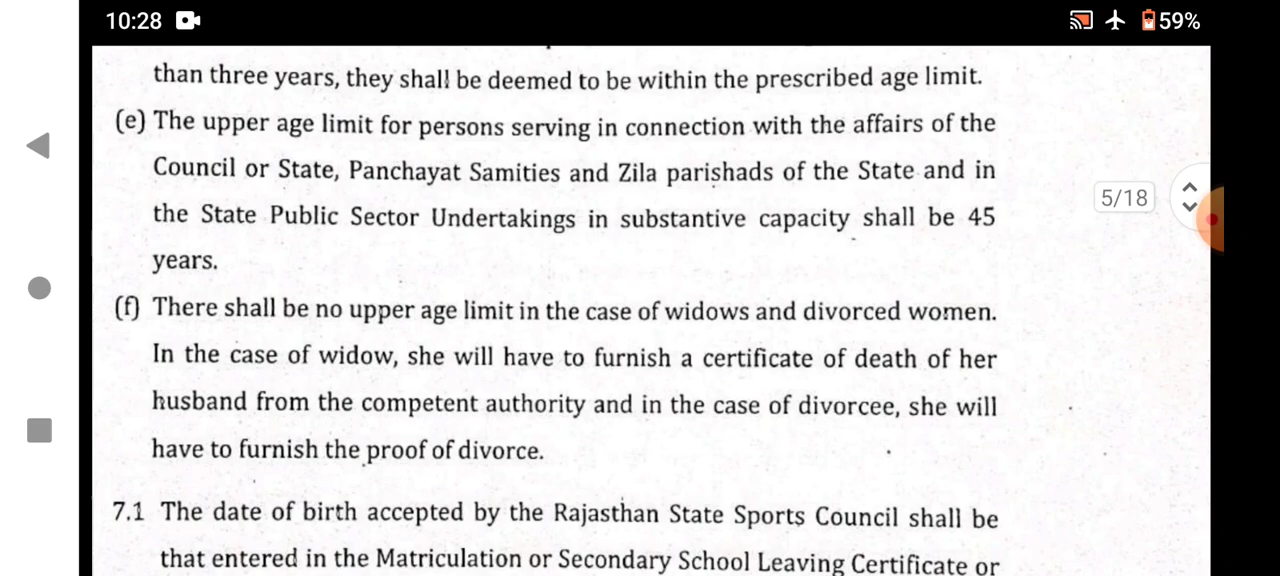 10:28
59%
than three years, they shall be deemed to be within the prescribed age limit.
(e) The upper age limit for persons serving in connection with the affairs of the
Council or State, Panchayat Samities and Zila parishads of the State and in
5/18
the State Public Sector Undertakings in substantive capacity shall be 45
years.
(f) There shall be no upper age limit in the case of widows and divorced women.
In the case of widow, she will have to furnish a certificate of death of her
husband from the competent authority and in the case of divorcee, she will
have to furnish the proof of divorce.
7.1 The date of birth accepted by the Rajasthan State Sports Council shall be
that entered in the Matriculation or Secondary School Leaving Certificate or